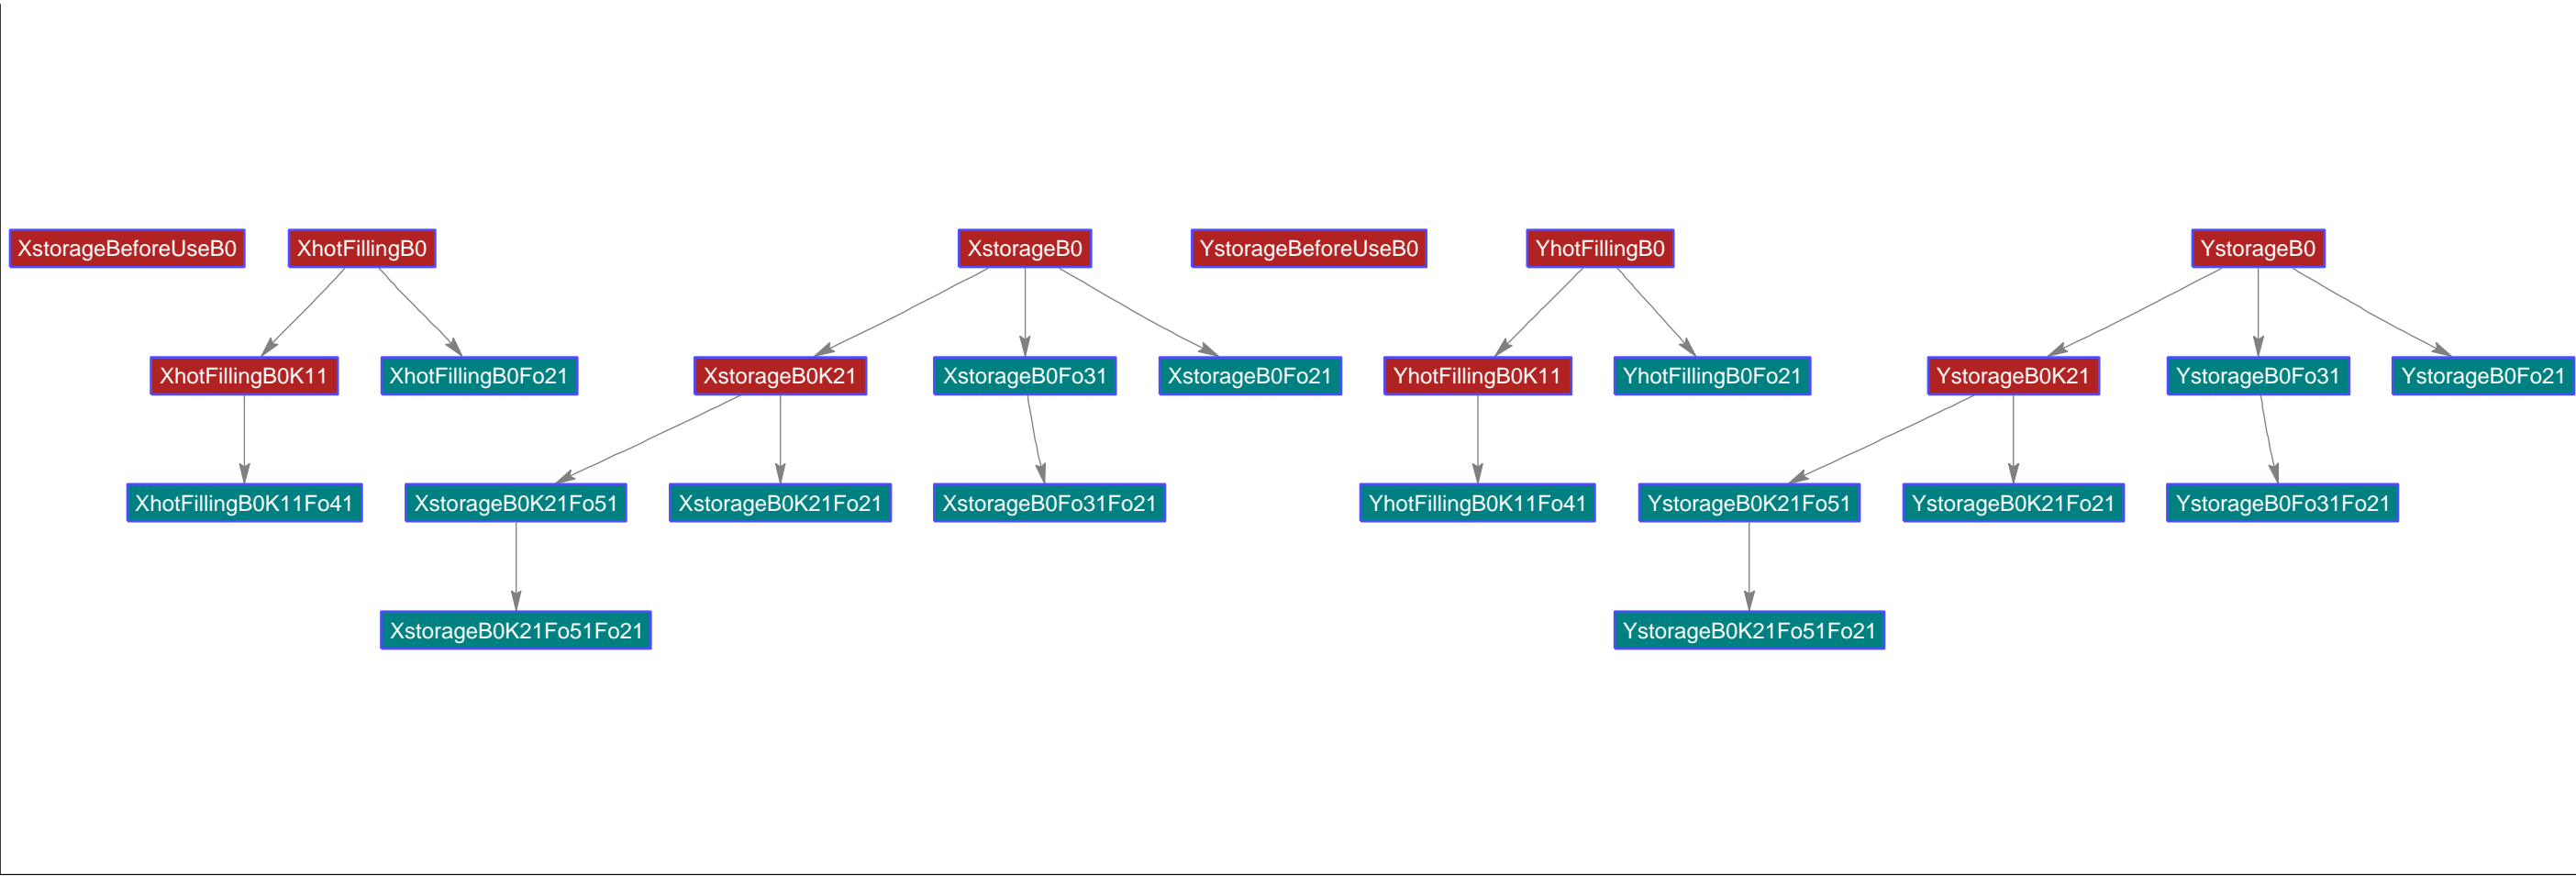 XstorageBeforeUseB0 XhotFillingB0 XstorageB0 YstorageBeforeUseB0 YhotFillingB0 YstorageB0
XhotFillingB0K11 XhotFillingB0Fo21 XstorageB0K21 XstorageB0Fo31 XstorageB0Fo21 YhotFillingB0K11 YhotFillingB0Fo21 YstorageB0K21 YstorageB0Fo31 YstorageB0Fo21
XhotFillingB0K11Fo41 XstorageB0K21Fo51 XstorageB0K21Fo21 XstorageB0Fo31Fo21 YhotFillingB0K11Fo41 YstorageB0K21Fo51 YstorageB0K21Fo21 YstorageB0Fo31Fo21
XstorageB0K21Fo51Fo21 YstorageB0K21Fo51Fo21